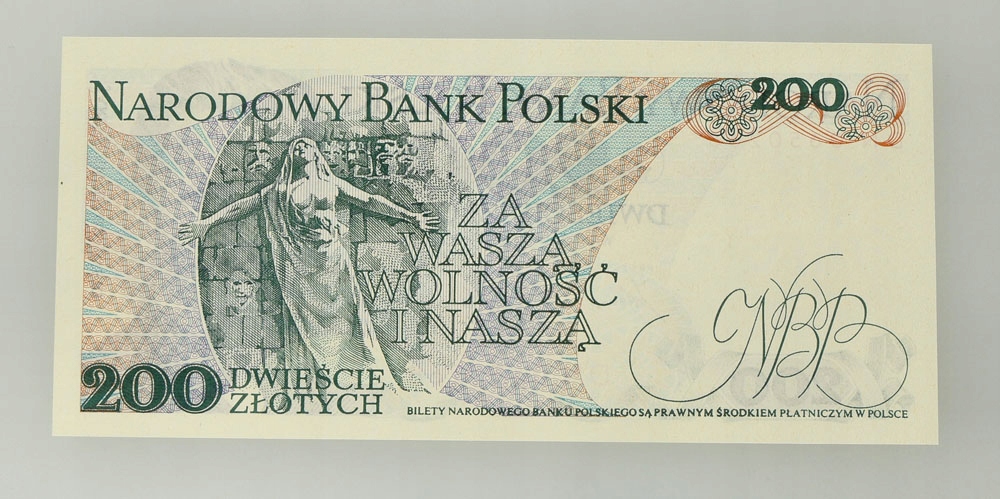 NARODOWY BANK POLSKI
200
ZA
WASZĄ
WOLNOŚĆ
I NASZĄ
NBP
200
DWIEŚCIE
ZŁOTYCH
BILETY NARODOWEGO BANKU POLSKIEGO SĄ PRAWNYM ŚRODKIEM PŁATNICZYM W POLSCE